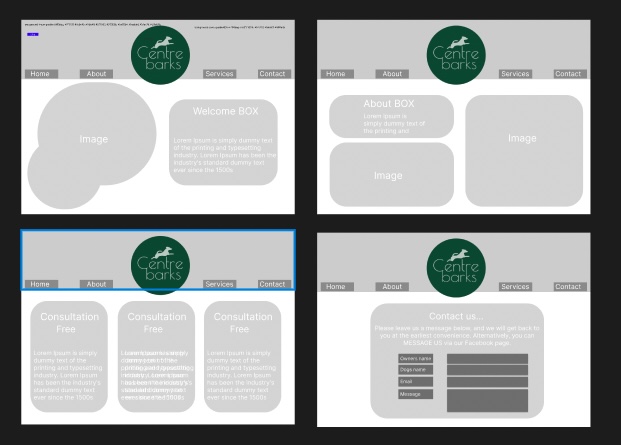 Centre
barks
Home
About
Services
Contact
Image
Welcome BOX
Lorem Ipsum is simply dummy text
of the printing and typesetting
industry. Lorem Ipsum has been the
industry's standard dummy text
ever since the 1500s
Centre
barks
Home
About
Services
Contact
About BOX
Lorem Ipsum is
simply dummy text of
the printing and
Image
Image
Centre
barks
Home
About
Services
Contact
Consultation
Free
Lorem Ipsum is simply
dummy text of the
printing and typesetting
industry. Lorem Ipsum
has been the industry's
standard dummy text
ever since the 1500s
Consultation
Free
Consultation
Free
Lorem Ipsum is simply
dummy text of the
printing and typesetting
industry. Lorem Ipsum
has been the industry's
standard dummy text
ever since the 1500s
Centre
barks
Home
About
Services
Contact
Contact us...
Please leave us a message below, and we will get back to
you at the earliest convenience. Alternatively, you can
MESSAGE US via our Facebook page.
Owners name
Dogs name
Email
Message